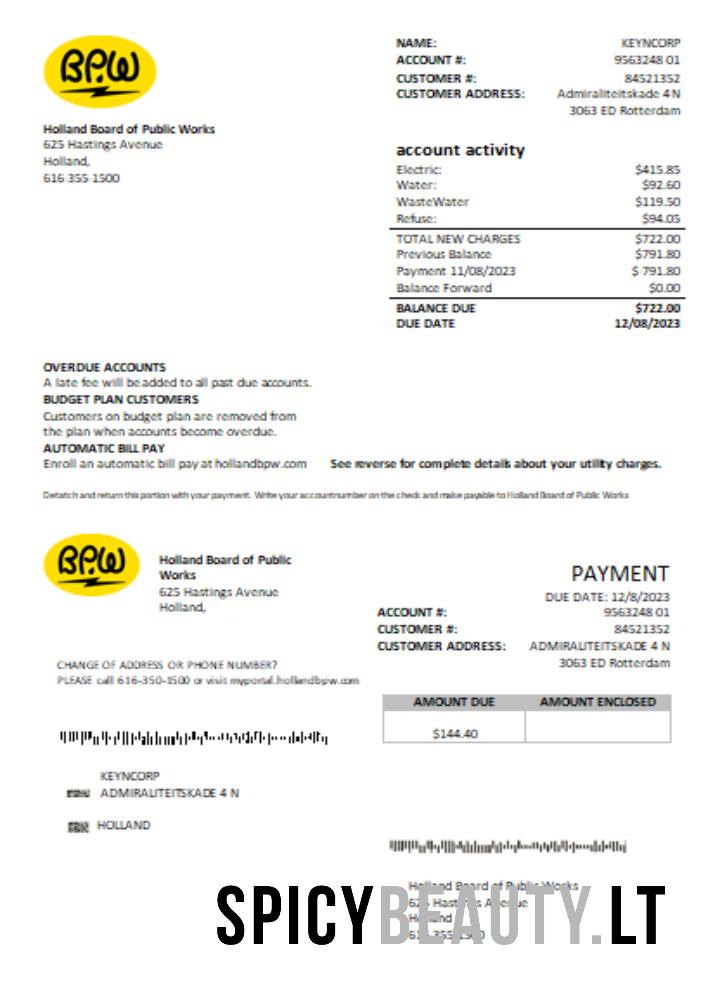 BPW
Holland Board of Public Works
625 Hastings Avenue
Holland,
616 355 1500
NAME: KEYNCORP
ACCOUNT #: 9563248 01
CUSTOMER #: 84521352
CUSTOMER ADDRESS: Admiraliteitskade 4 N
3063 ED Rotterdam
account activity
Electric: $415.85
Water: $92.60
WasteWater $119.50
Refuse: $94.05
TOTAL NEW CHARGES $722.00
Previous Balance $791.80
Payment 11/08/2023 $ 791.80
Balance Forward $0.00
BALANCE DUE $722.00
DUE DATE 12/08/2023
OVERDUE ACCOUNTS
A late fee will be added to all past due accounts.
BUDGET PLAN CUSTOMERS
Customers on budget plan are removed from
the plan when accounts become overdue.
AUTOMATIC BILL PAY
Enroll an automatic bill pay at hollandbpw.com See reverse for complete details about your utility charges.
Detatch and return this portion with your payment. Write your accountnumber on the check and make payable to Holland Board of Public Works
BPW
Holland Board of Public
Works
625 Hastings Avenue
Holland,
PAYMENT
DUE DATE: 12/8/2023
ACCOUNT #: 9563248 01
CUSTOMER #: 84521352
CUSTOMER ADDRESS: ADMIRALITEITSKADE 4 N
3063 ED Rotterdam
CHANGE OF ADDRESS OR PHONE NUMBER?
PLEASE call 616-350-1500 or visit myportal.hollandbpw.com
AMOUNT DUE AMOUNT ENCLOSED
$144.40
KEYNCORP
ADMIRALITEITSKADE 4 N
HOLLAND
Holland Board of Public Works
625 Hastings Avenue
Holland
616 355 1500
SPICYBEAUTY.LT